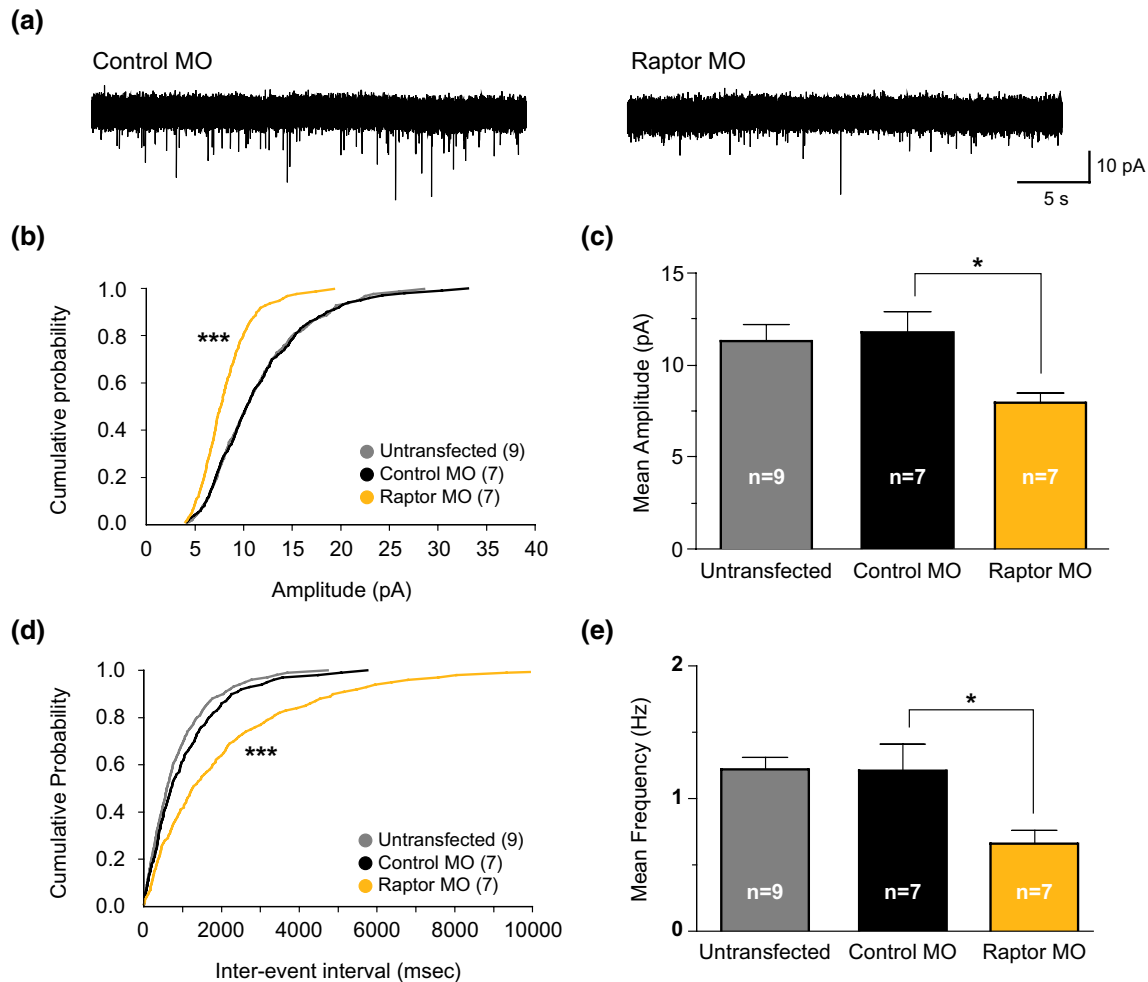 (a)
Control MO
Raptor MO
10 pA
5 s
(b)
1.0
0.8
0.6
0.4
0.2
0.0
Cumulative probability
***
Untransfected (9)
Control MO (7)
Raptor MO (7)
0 5 10 15 20 25 30 35 40
Amplitude (pA)
(c)
15
10
5
0
Mean Amplitude (pA)
*
n=9 n=7 n=7
Untransfected Control MO Raptor MO
(d)
1.0
0.8
0.6
0.4
0.2
0.0
Cumulative Probability
***
Untransfected (9)
Control MO (7)
Raptor MO (7)
0 2000 4000 6000 8000 10000
Inter-event interval (msec)
(e)
2
1
0
Mean Frequency (Hz)
*
n=9 n=7 n=7
Untransfected Control MO Raptor MO